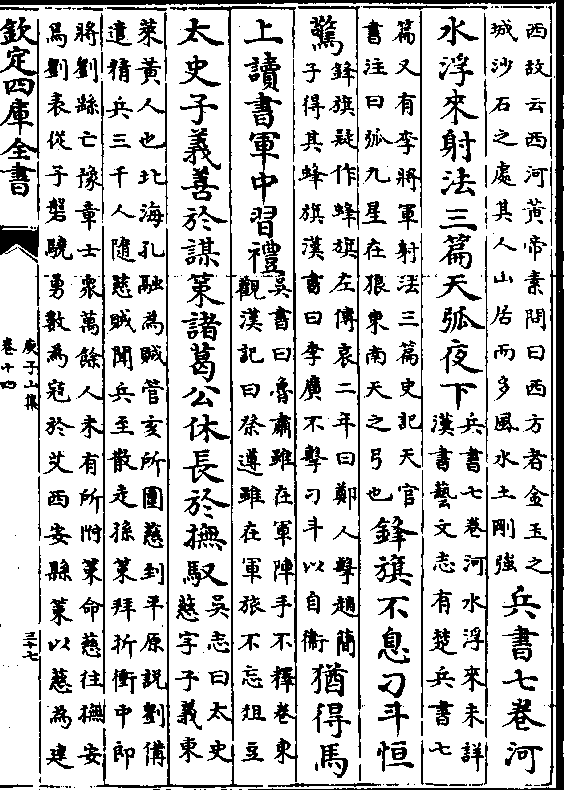 西故云西河黄帝素問曰西方者金玉之
城沙石之處其人山居而多風水土剛強
兵書七巻河
水浮來射法三篇天弧夜下
兵書七巻河水浮來未詳
漢書藝文志有楚兵書七
篇又有李將軍射法三篇史記天官
書注曰弧九星在狼東南天之弓也
鋒旗不息刁斗恒
驚
鋒旗疑作蜂旗左傳哀二年曰鄭人擊趙簡
子得其蜂旗漢書曰李廣不擊刁斗以自衛
猶得馬
上讀書軍中習禮
吳書曰魯肅雖在軍陣手不釋巻東
觀漢記曰祭遵雖在軍旅不忘俎豆
太史子義善於謀策諸葛公休長於撫馭
吳志曰太史
慈字子義東
萊黄人也北海孔融為賊管亥所圍慈到平原説劉備
遣精兵三千人隨慈賊聞兵至散走孫策拜折衝中郎
將劉繇亡豫章士衆萬餘人未有所附策命慈往撫安
焉劉表從子磐驍勇數為寇於艾西安縣策以慈為建
欽定四庫全書
庾子山集
巻十四
三十七